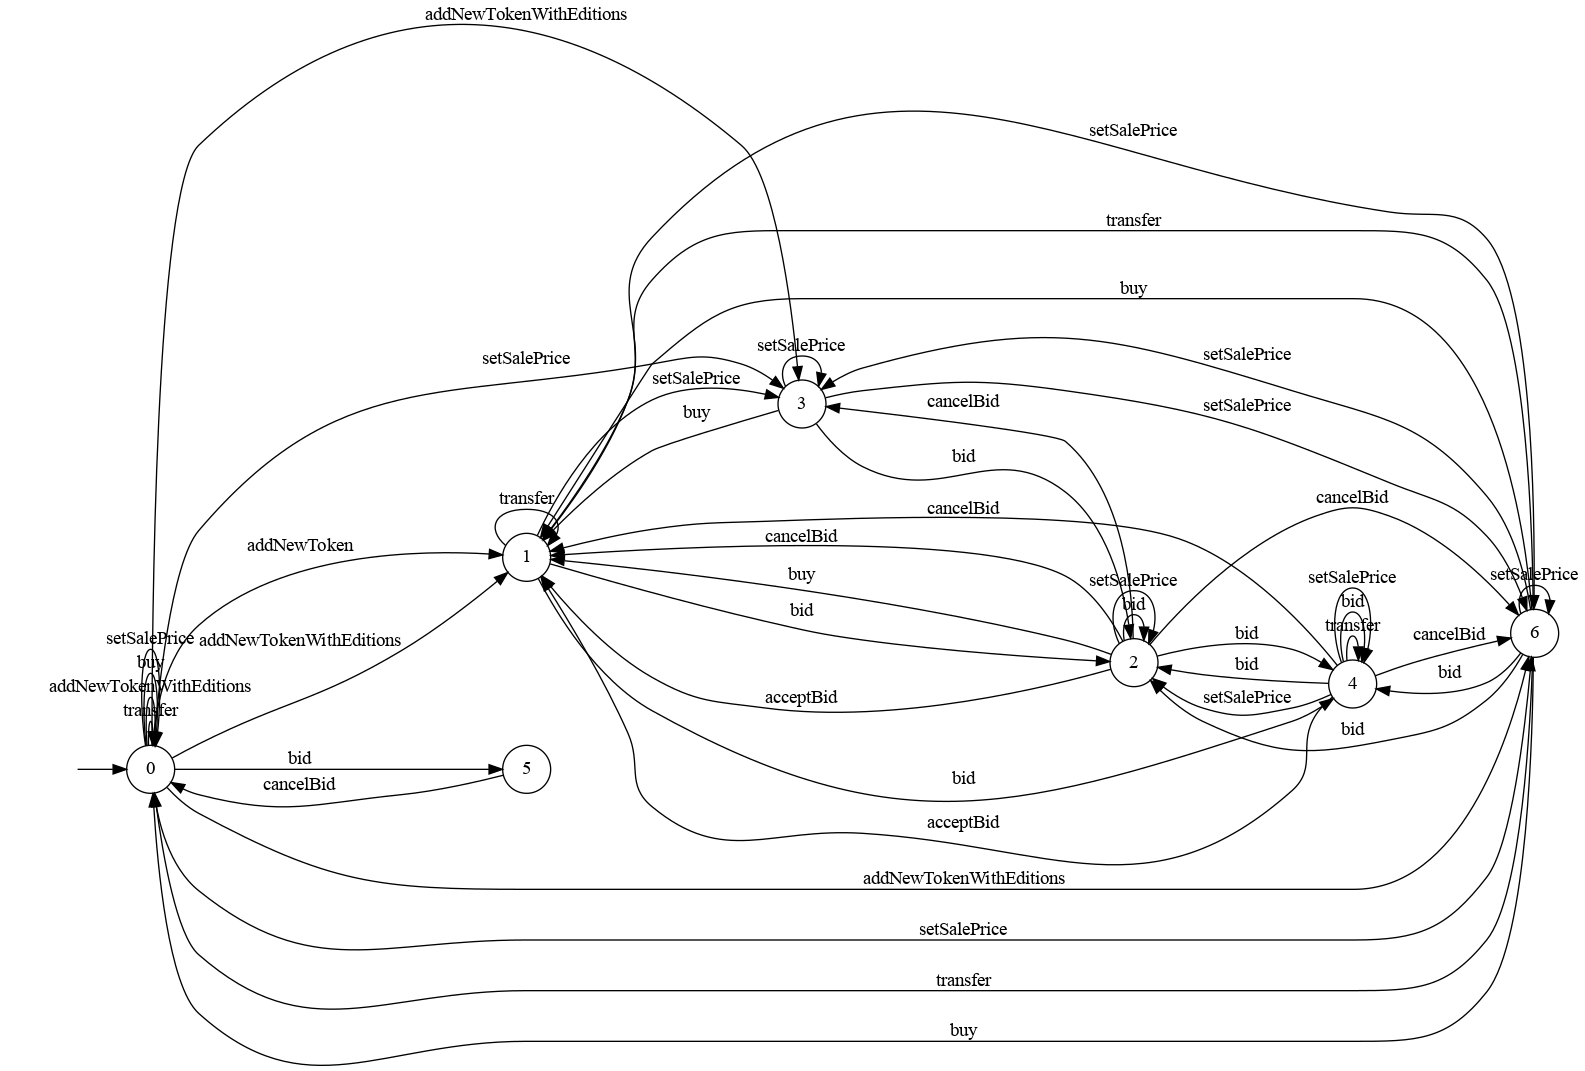 addNewTokenWithEditions
setSalePrice
transfer
buy
setSalePrice
setSalePrice
setSalePrice
setSalePrice
3
cancelBid
setSalePrice
buy
bid
transfer
cancelBid
cancelBid
cancelBid
addNewToken
1
buy
setSalePrice
setSalePrice
setSalePrice
bid
bid
bid
transfer
6
cancelBid
bid
addNewTokenWithEditions
setSalePrice
buy
addNewTokenWithEditions
transfer
2
bid
bid
4
bid
setSalePrice
acceptBid
bid
0
bid
5
cancelBid
bid
acceptBid
addNewTokenWithEditions
setSalePrice
transfer
buy